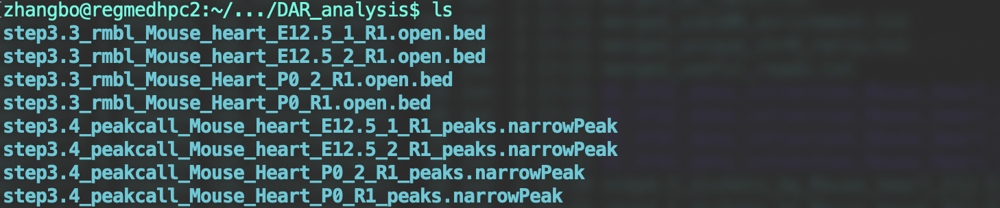 zhangbo@regmedhpc2:~/.../DAR_analysis$ ls
step3.3_rmbl_Mouse_heart_E12.5_1_R1.open.bed
step3.3_rmbl_Mouse_heart_E12.5_2_R1.open.bed
step3.3_rmbl_Mouse_Heart_P0_2_R1.open.bed
step3.3_rmbl_Mouse_Heart_P0_R1.open.bed
step3.4_peakcall_Mouse_heart_E12.5_1_R1_peaks.narrowPeak
step3.4_peakcall_Mouse_heart_E12.5_2_R1_peaks.narrowPeak
step3.4_peakcall_Mouse_Heart_P0_2_R1_peaks.narrowPeak
step3.4_peakcall_Mouse_Heart_P0_R1_peaks.narrowPeak